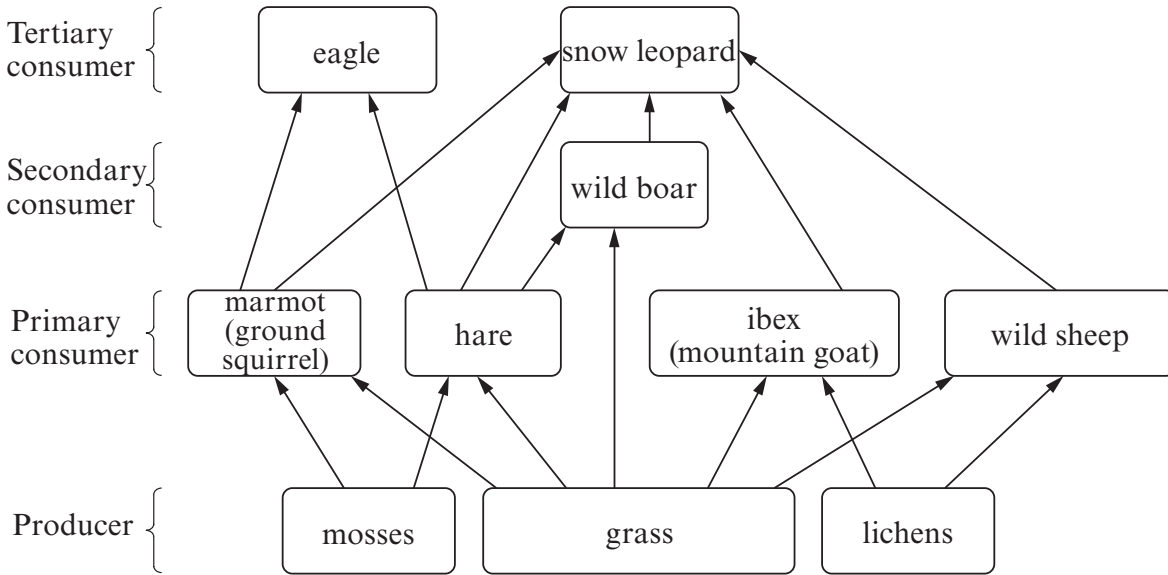 Tertiary
consumer
eagle
snow leopard
Secondary
consumer
wild boar
Primary
consumer
marmot
(ground
squirrel)
hare
ibex
(mountain goat)
wild sheep
Producer
mosses
grass
lichens